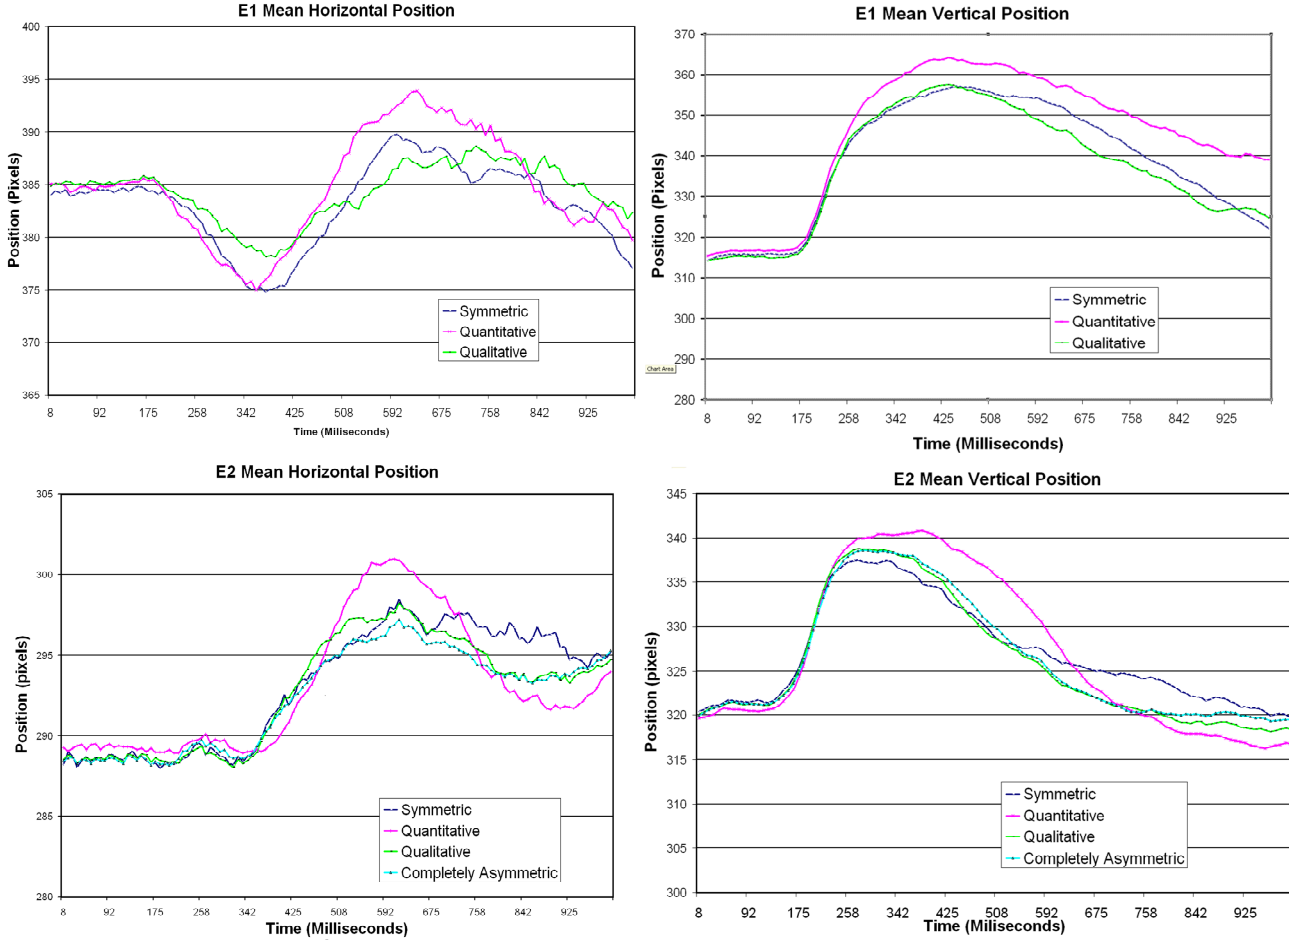 E1 Mean Horizontal Position
400
395
390
385
380
375
370
365
Position (Pixels)
Symmetric
Quantitative
Qualitative
8 92 175 258 342 425 508 592 675 758 842 925
Time (Miliseconds)
E1 Mean Vertical Position
370
360
350
340
330
320
310
300
290
280
Position (Pixels)
Symmetric
Quantitative
Qualitative
Chart Area
8 92 175 258 342 425 508 592 675 758 842 925
Time (Milliseconds)
E2 Mean Horizontal Position
305
300
295
290
285
280
Position (pixels)
Symmetric
Quantitative
Qualitative
Completely Asymmetric
8 92 175 258 342 425 508 592 675 758 842 925
Time (Milliseconds)
E2 Mean Vertical Position
345
340
335
330
325
320
315
310
305
300
Position (pixels)
Symmetric
Quantitative
Qualitative
Completely Asymmetric
8 92 175 258 342 425 508 592 675 758 842 925
Time (Milliseconds)